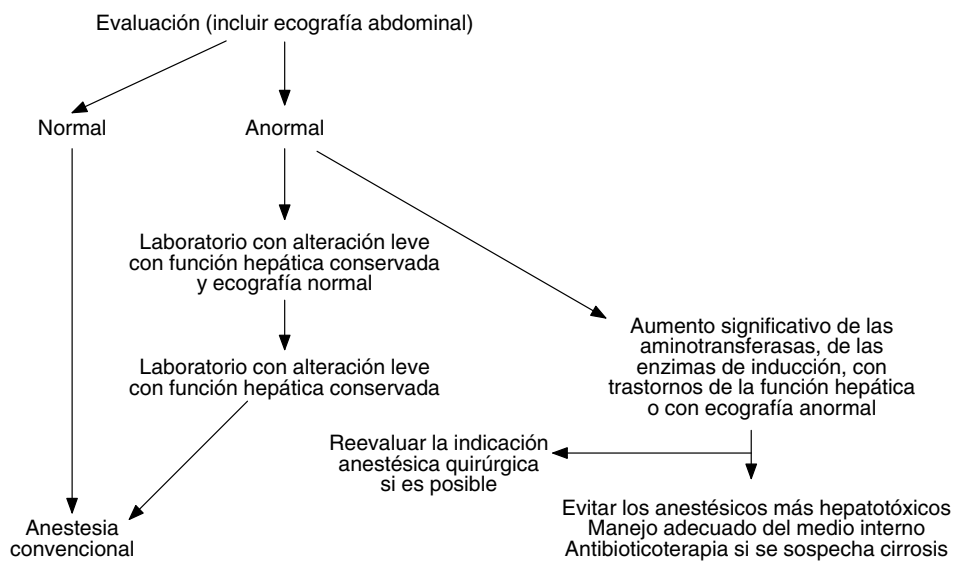 Evaluación (incluir ecografía abdominal)
Normal
Anormal
Laboratorio con alteración leve
con función hepática conservada
y ecografía normal
Aumento significativo de las
aminotransferasas, de las
enzimas de inducción, con
trastornos de la función hepática
o con ecografía anormal
Laboratorio con alteración leve
con función hepática conservada
Reevaluar la indicación
anestésica quirúrgica
si es posible
Evitar los anestésicos más hepatotóxicos
Manejo adecuado del medio interno
Antibioticoterapia si se sospecha cirrosis
Anestesia
convencional